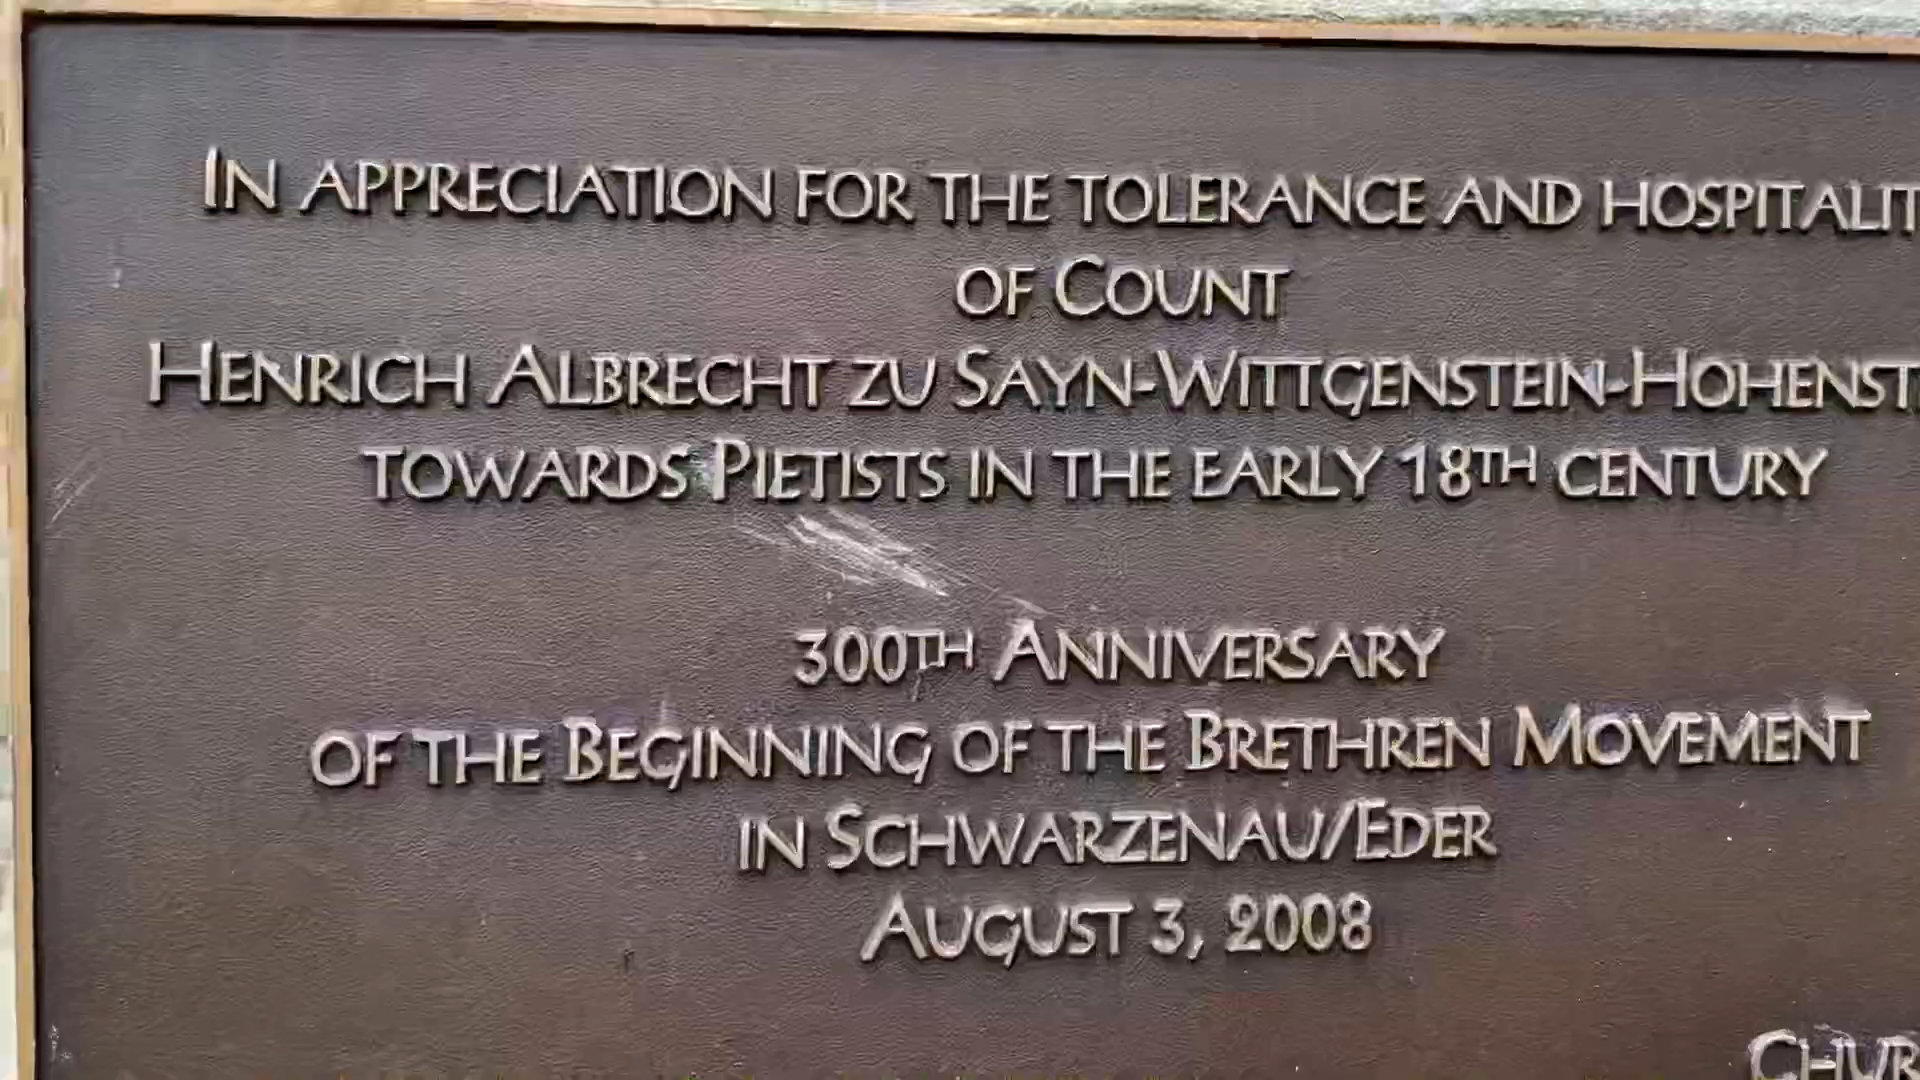 In appreciation for the tolerance and hospitalit
of Count
Henrich Albrecht zu Sayn-Wittgenstein-Hohenst
towards Pietists in the early 18th century
300th Anniversary
of the Beginning of the Brethren Movement
in Schwarzenau/Eder
August 3, 2008
Chur